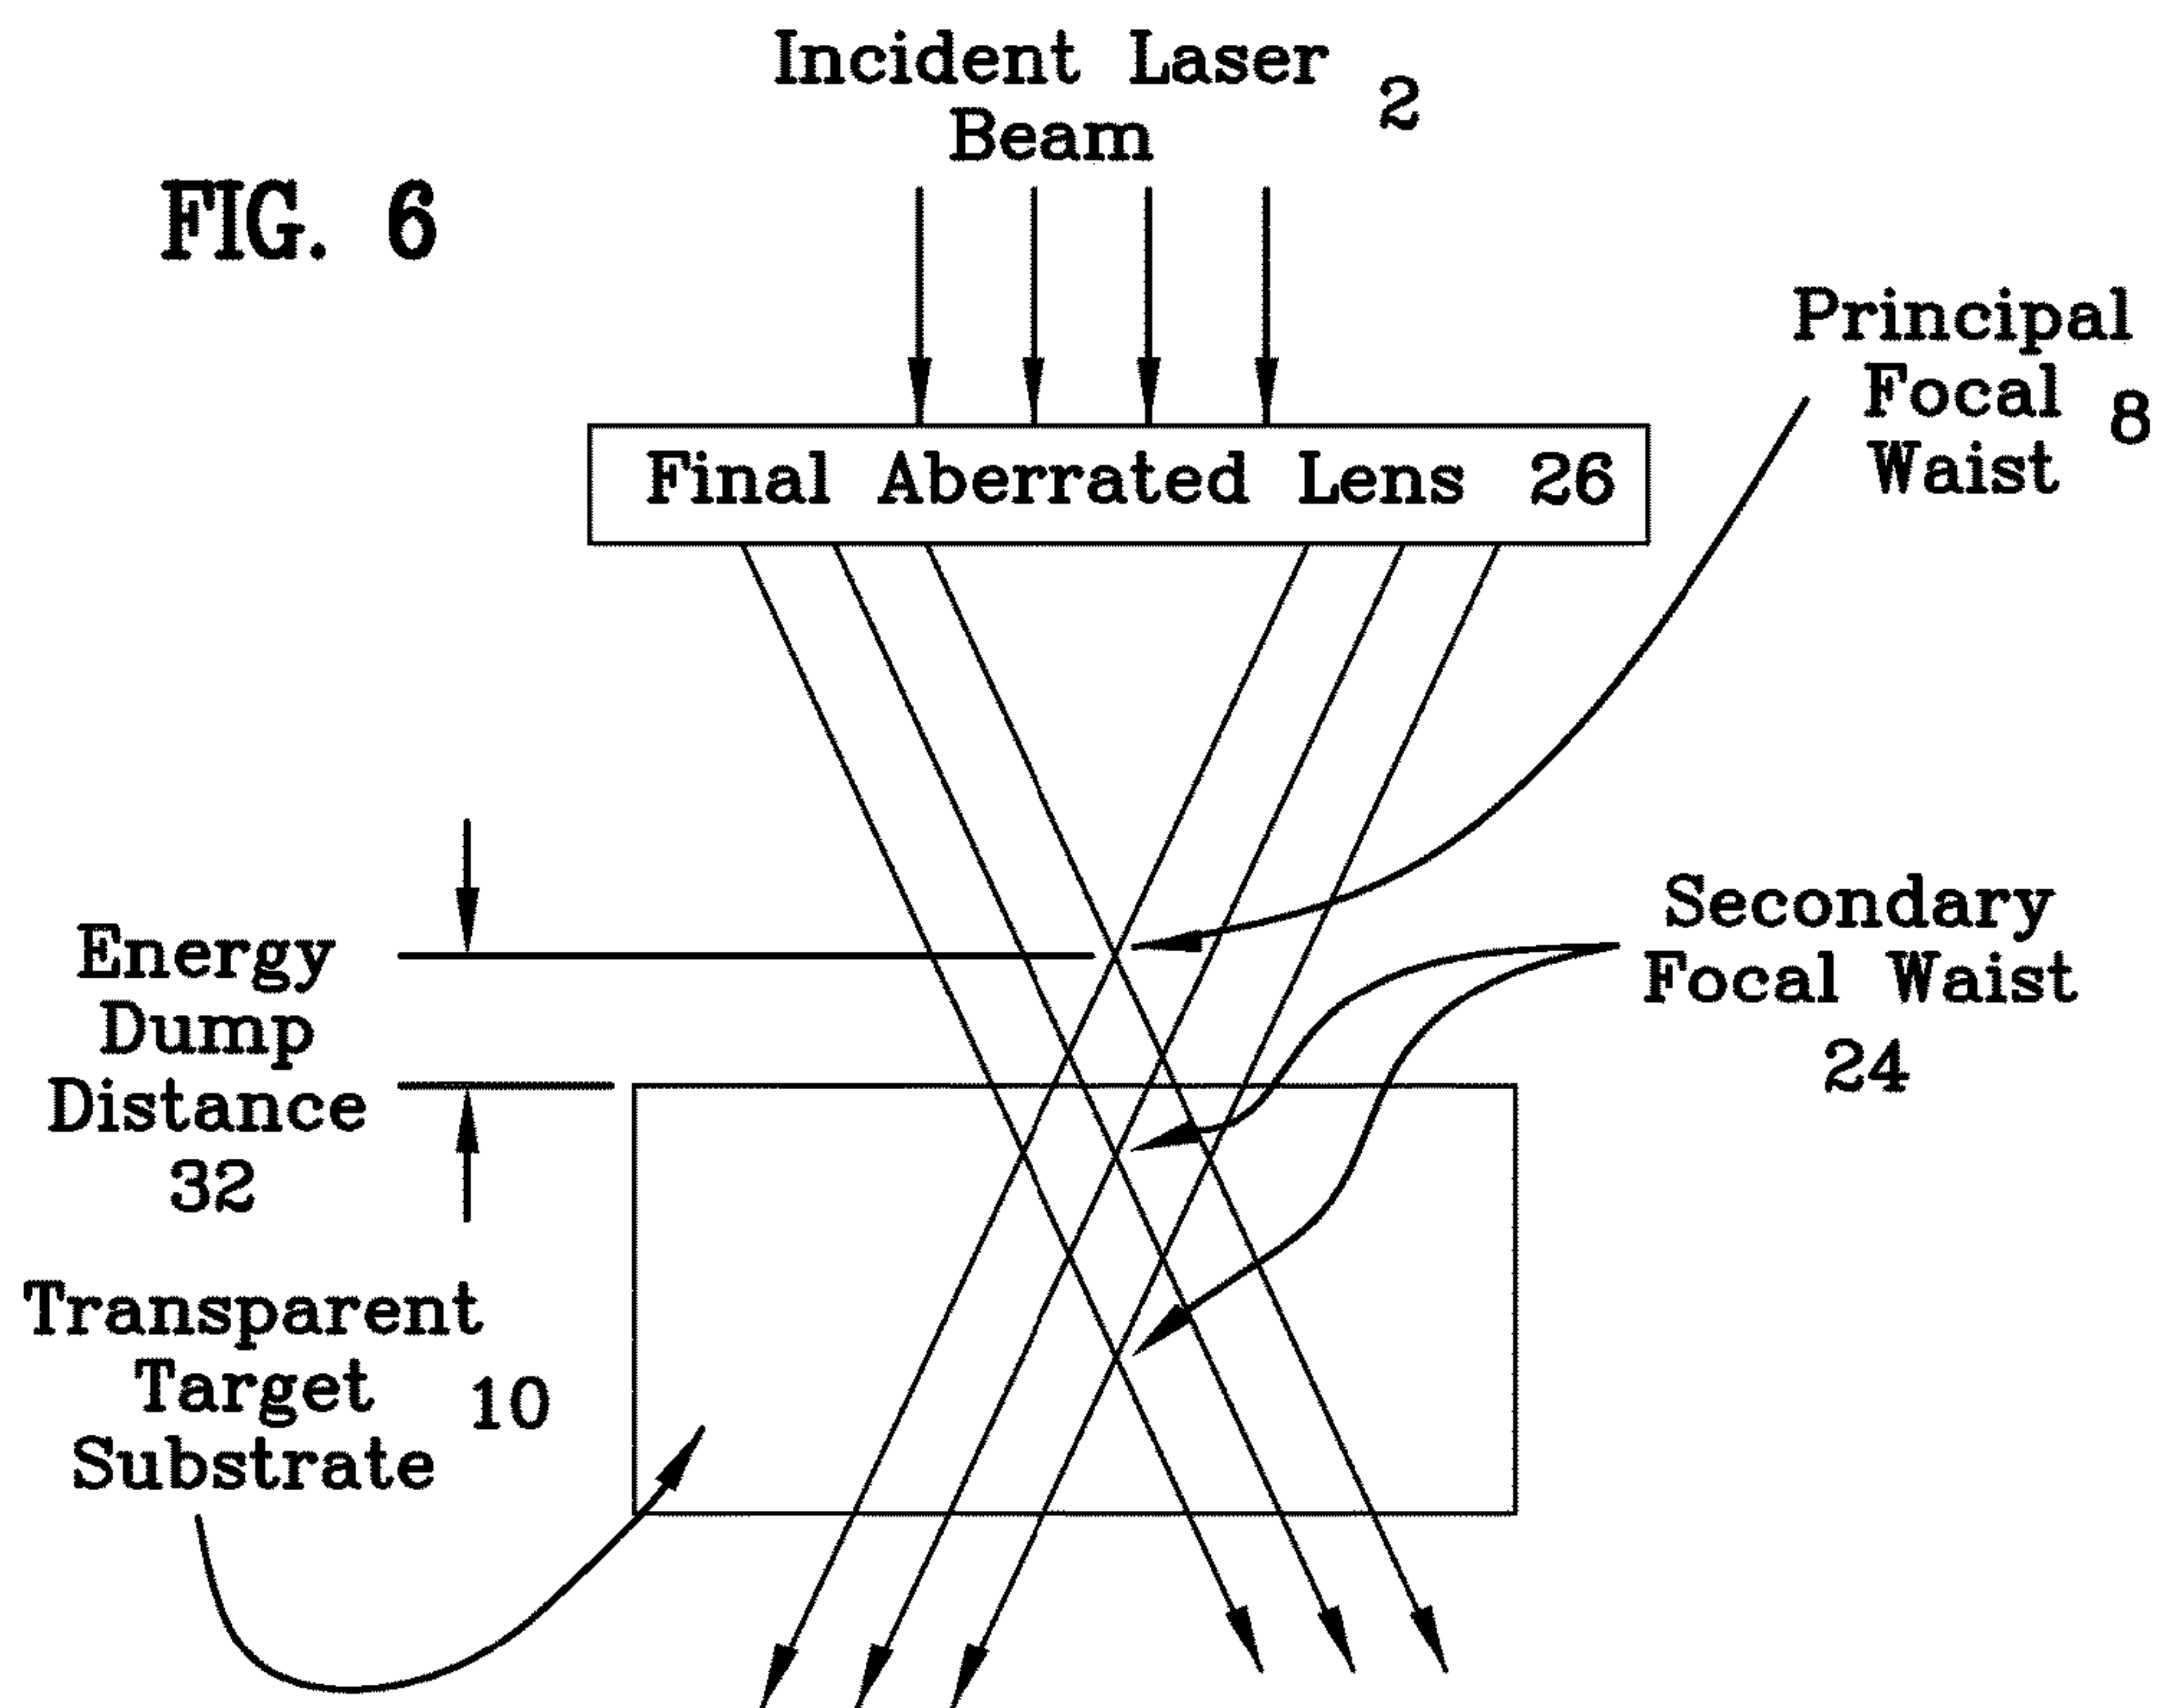 Incident Laser
Beam 2
FIG. 6
Principal
Focal 8
Waist
Final Aberrated Lens 26
Secondary
Focal Waist
24
Energy
Dump
Distance
32
Transparent
Target 10
Substrate